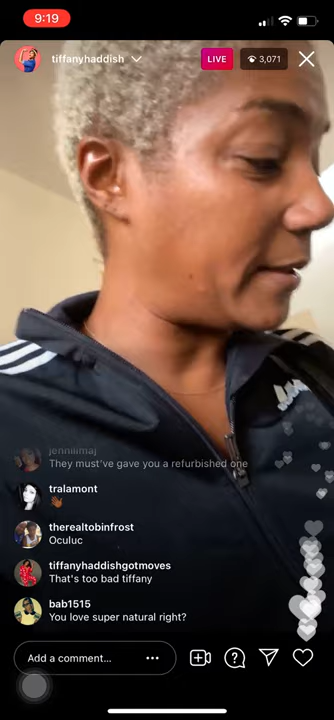 9:19
tiffanyhaddish
LIVE
3,071
jennilimaj
They must've gave you a refurbished one
tralamont
therealtobinfrost
Oculuc
tiffanyhaddishgotmoves
That's too bad tiffany
bab1515
You love super natural right?
Add a comment...